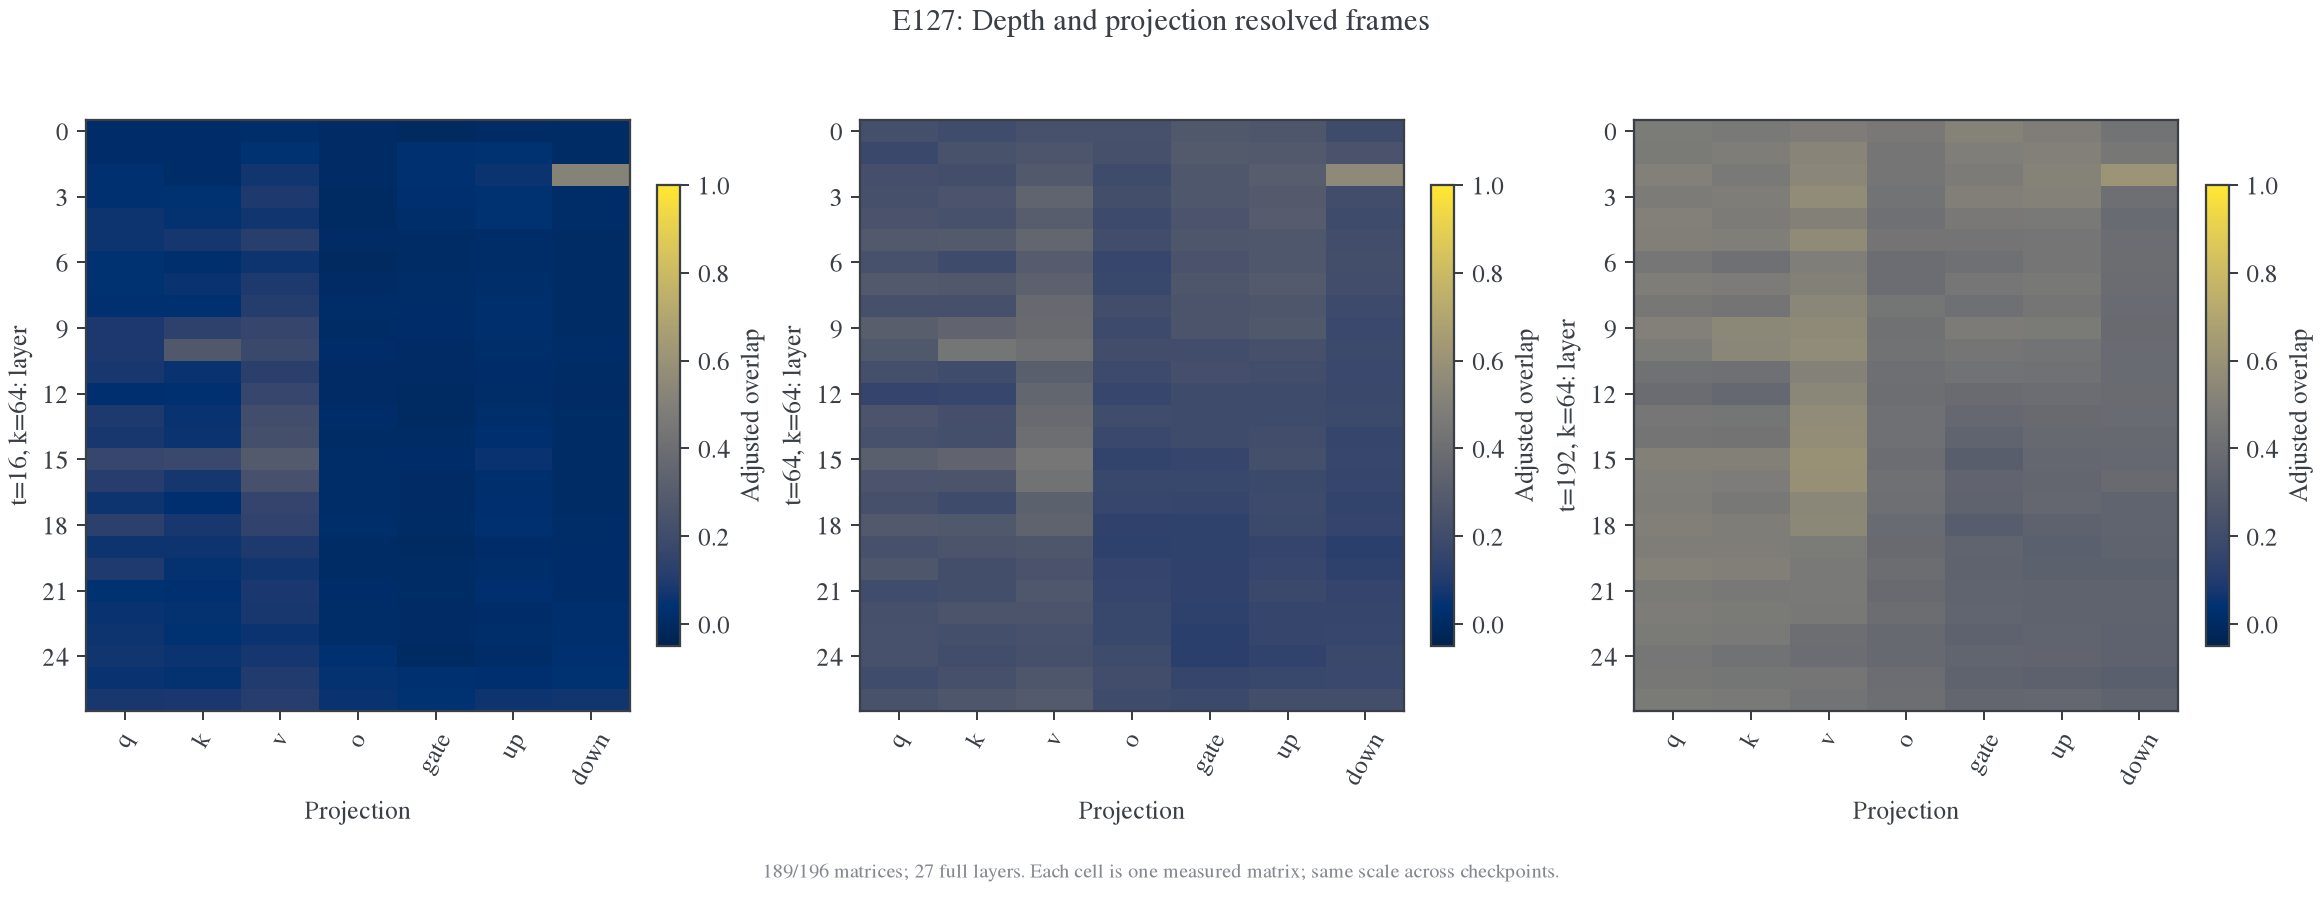 E127: Depth and projection resolved frames
t=16, k=64: layer
0
3
6
9
12
15
18
21
24
q
k
v
o
gate
up
down
Projection
1.0
0.8
0.6
0.4
0.2
0.0
Adjusted overlap
t=64, k=64: layer
0
3
6
9
12
15
18
21
24
q
k
v
o
gate
up
down
Projection
1.0
0.8
0.6
0.4
0.2
0.0
Adjusted overlap
t=192, k=64: layer
0
3
6
9
12
15
18
21
24
q
k
v
o
gate
up
down
Projection
1.0
0.8
0.6
0.4
0.2
0.0
Adjusted overlap
189/196 matrices; 27 full layers. Each cell is one measured matrix; same scale across checkpoints.